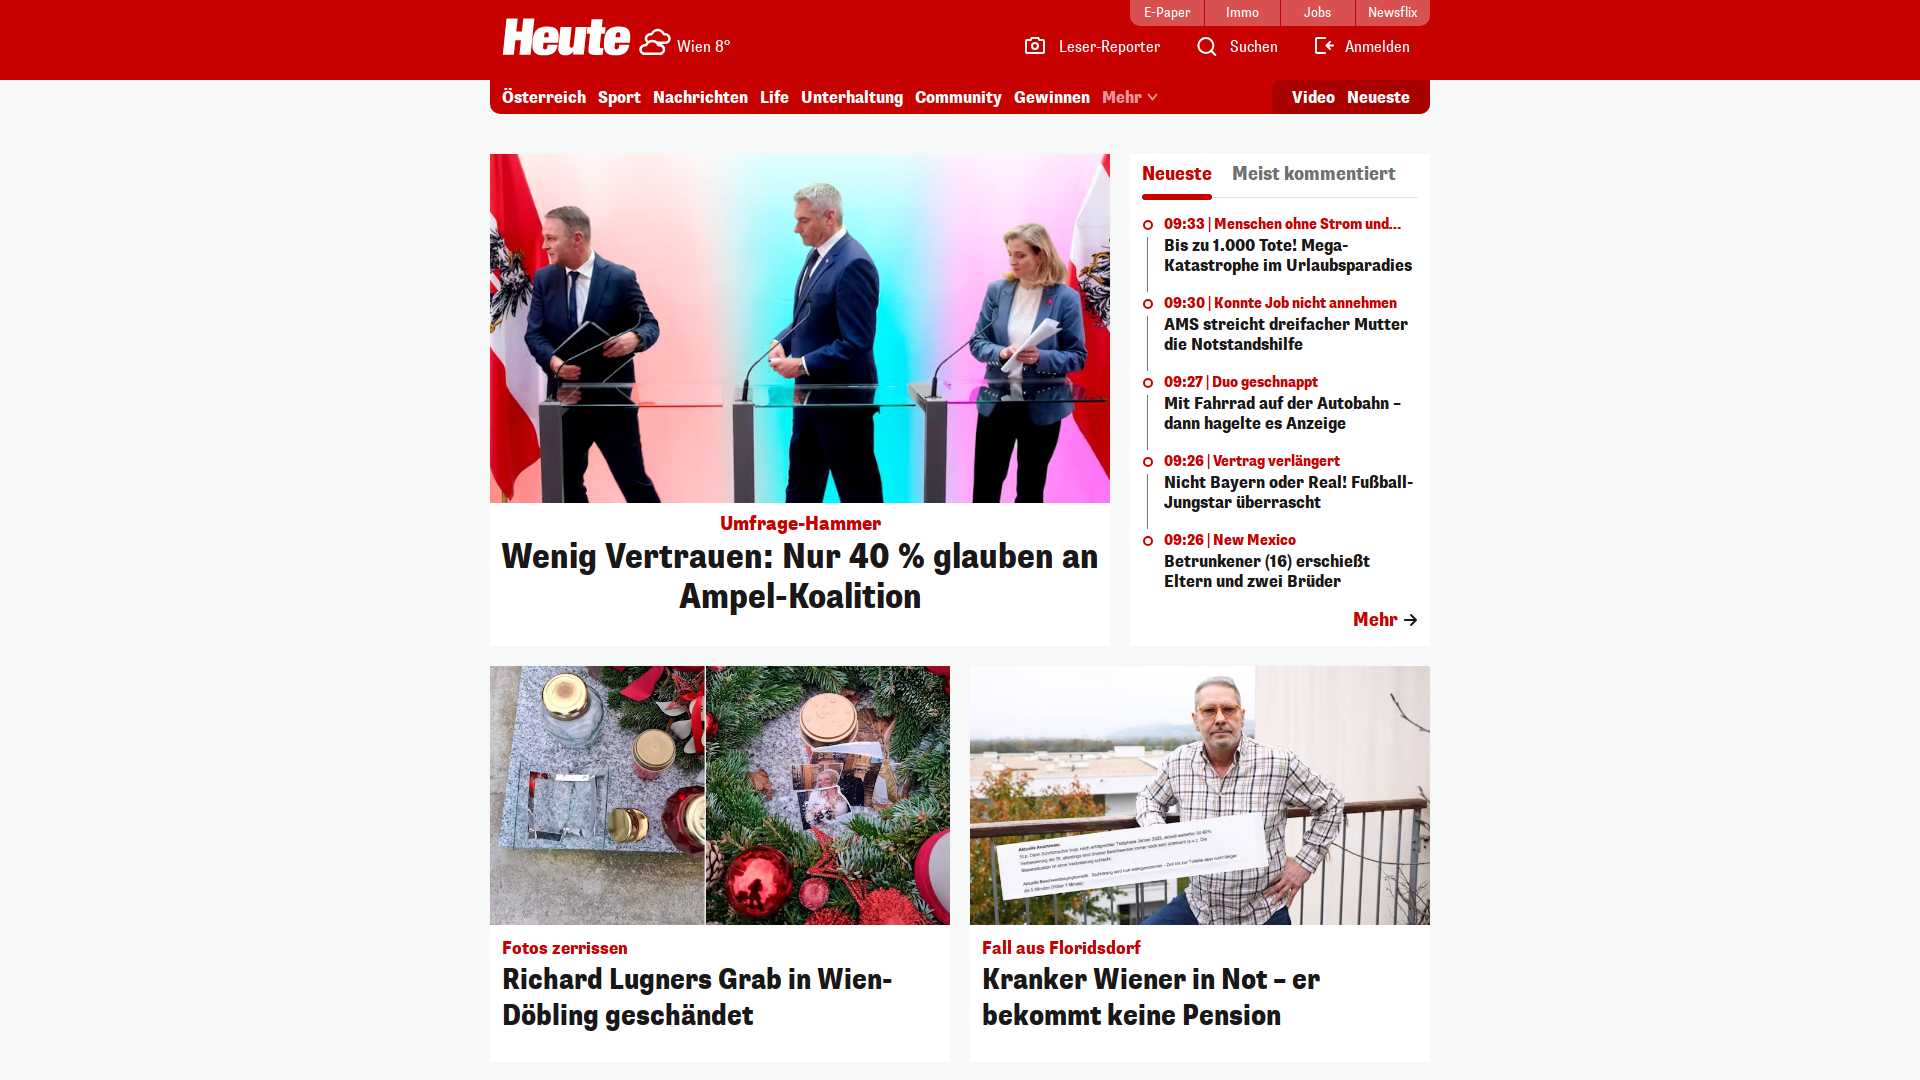 E-Paper
Immo
Jobs
Newsflix
Heute
Wien 8°
Leser-Reporter
Suchen
Anmelden
Österreich
Sport
Nachrichten
Life
Unterhaltung
Community
Gewinnen
Mehr
Video
Neueste
Umfrage-Hammer
Wenig Vertrauen: Nur 40 % glauben an
Ampel-Koalition
Neueste
Meist kommentiert
09:33 | Menschen ohne Strom und...
Bis zu 1.000 Tote! Mega-
Katastrophe im Urlaubsparadies
09:30 | Konnte Job nicht annehmen
AMS streicht dreifacher Mutter
die Notstandshilfe
09:27 | Duo geschnappt
Mit Fahrrad auf der Autobahn –
dann hagelte es Anzeige
09:26 | Vertrag verlängert
Nicht Bayern oder Real! Fußball-
Jungstar überrascht
09:26 | New Mexico
Betrunkener (16) erschießt
Eltern und zwei Brüder
Mehr
Fotos zerrissen
Richard Lugners Grab in Wien-
Döbling geschändet
Fall aus Floridsdorf
Kranker Wiener in Not – er
bekommt keine Pension